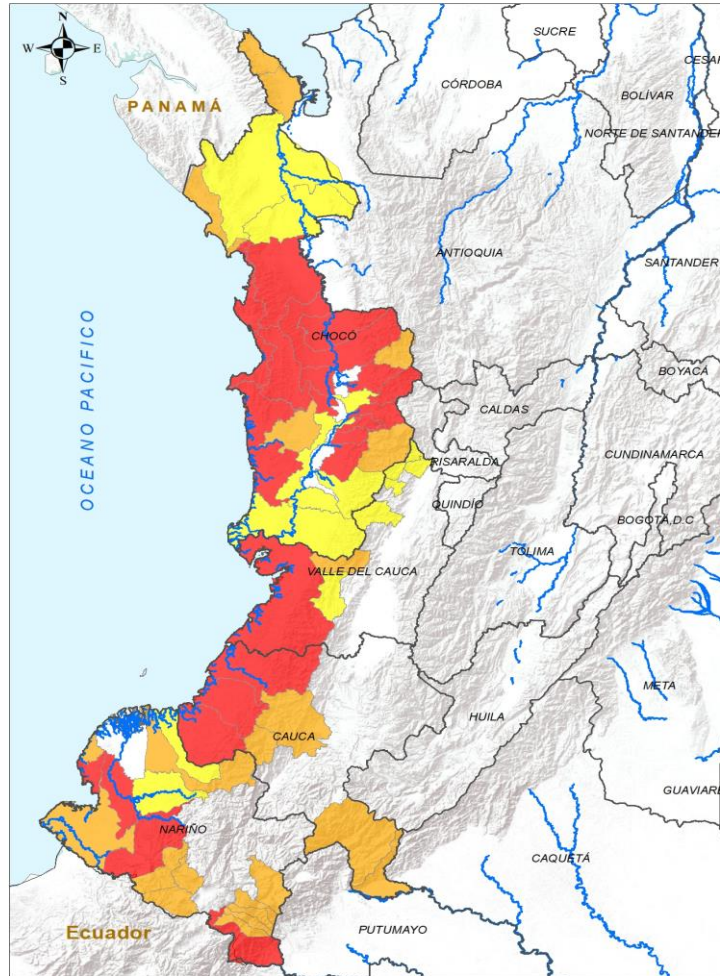 N
W E
S
SUCRE
CESAR
CÓRDOBA
BOLÍVAR
PANAMÁ
NORTE DE SANTANDER
ANTIOQUIA
SANTANDER
OCEANO PACIFICO
CHOCÓ
BOYACÁ
CALDAS
CUNDINAMARCA
RISARALDA
QUINDÍO
BOGOTÁ, D.C
TOLIMA
VALLE DEL CAUCA
META
HUILA
CAUCA
GUAVIARE
NARIÑO
CAQUETÁ
Ecuador
PUTUMAYO